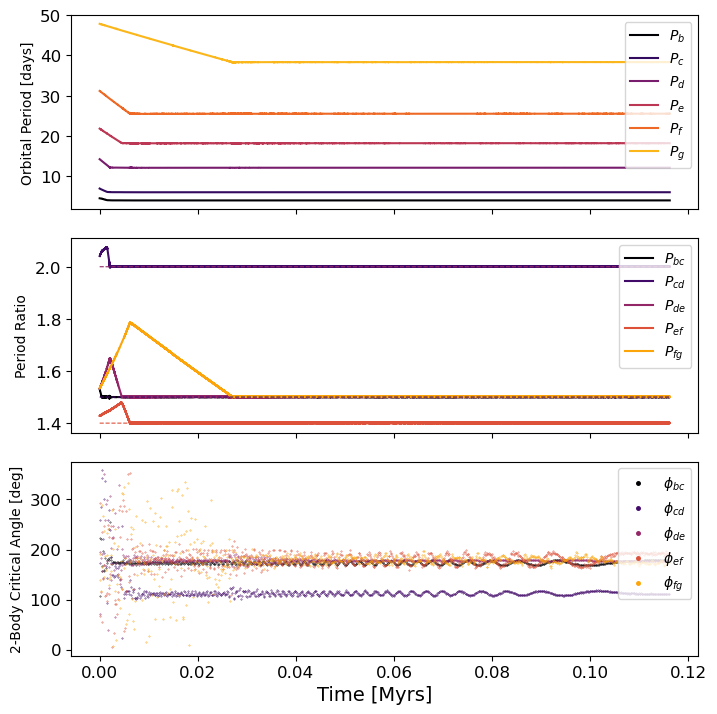 Orbital Period [days]
50
40
30
20
10
P_b
P_c
P_d
P_e
P_f
P_g
Period Ratio
2.0
1.8
1.6
1.4
P_bc
P_cd
P_de
P_ef
P_fg
2-Body Critical Angle [deg]
300
200
100
0
ϕ_bc
ϕ_cd
ϕ_de
ϕ_ef
ϕ_fg
0.00 0.02 0.04 0.06 0.08 0.10 0.12
Time [Myrs]